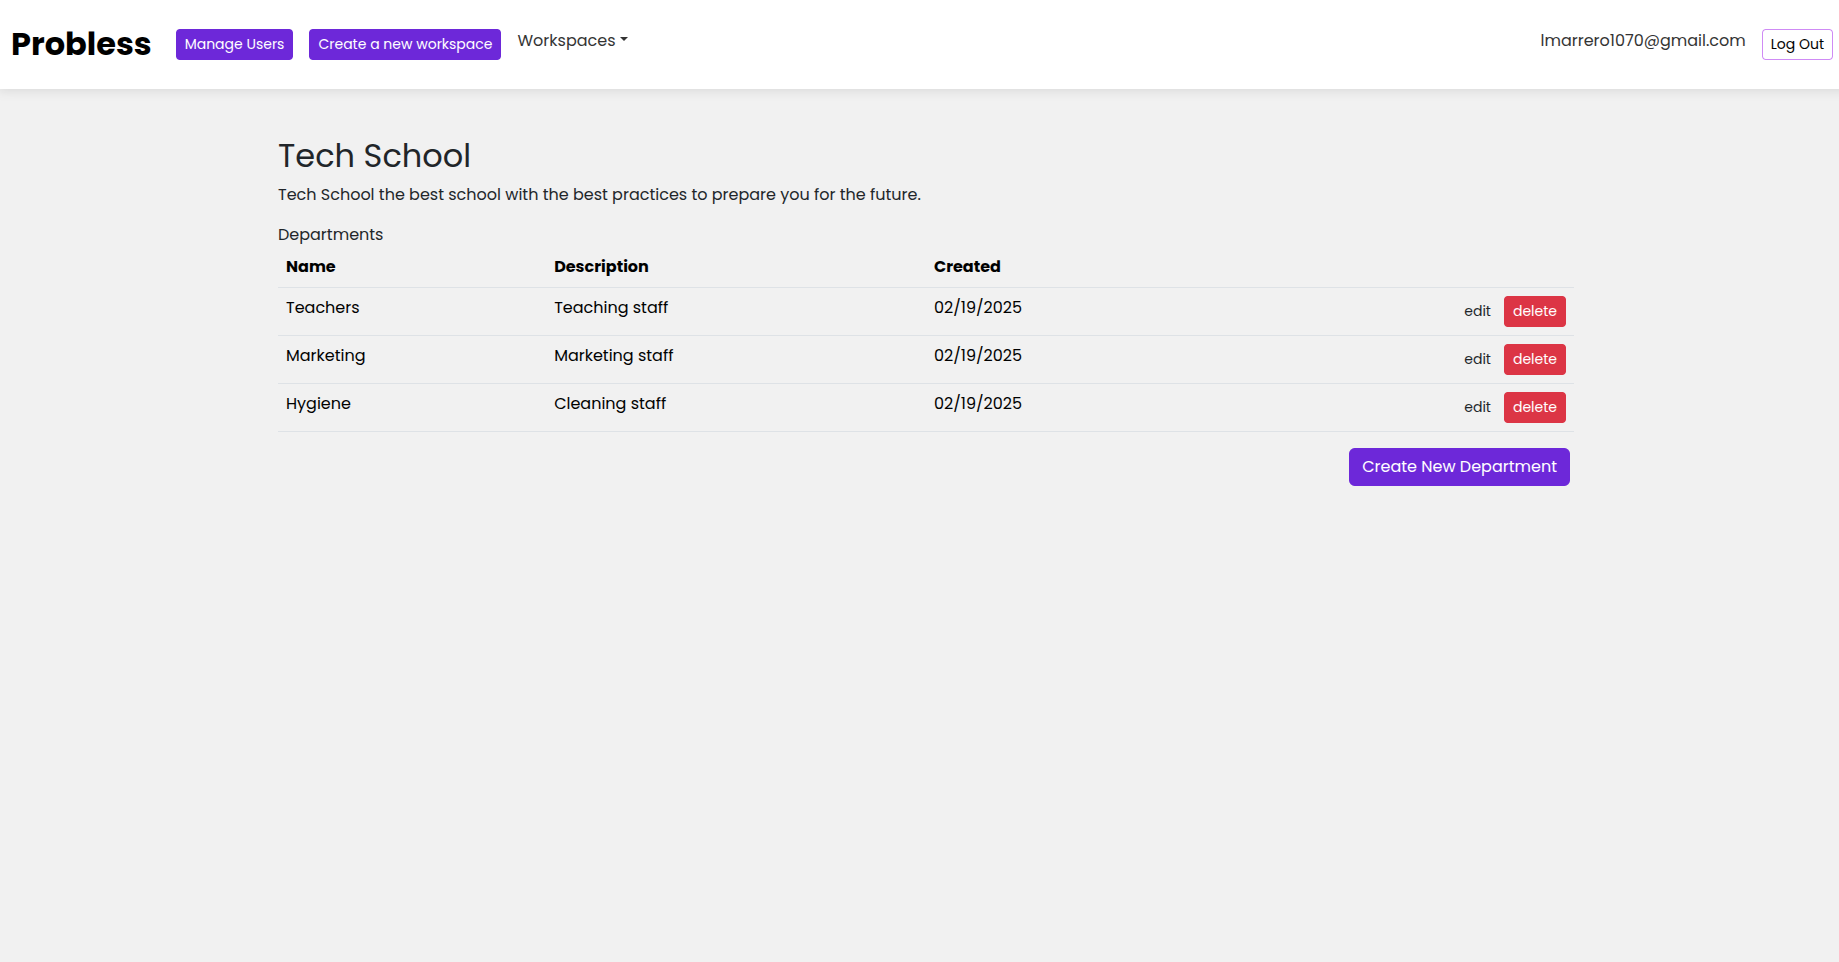 Probless Manage Users Create a new workspace Workspaces lmarrero1070@gmail.com Log Out
Tech School
Tech School the best school with the best practices to prepare you for the future.
Departments
Name Description Created
Teachers Teaching staff 02/19/2025 edit delete
Marketing Marketing staff 02/19/2025 edit delete
Hygiene Cleaning staff 02/19/2025 edit delete
Create New Department